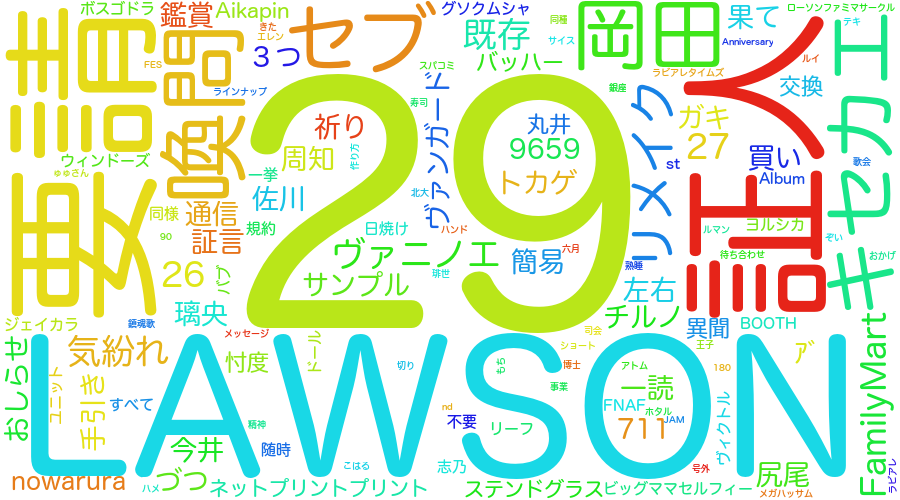 ボスゴドラ
鑑賞
Aikapin
きた
エレン
セブ
グソクムシャ
同種
サイズ
岡田
果て
Anniversary
ローソンファミマサークル
テキ
ルイ
既存
バッハー
スパコミ
ラピアレタイムズ
3つ
FES
ラインナップ
請
喚問
要
29
証人
キセカエ
寿司
銀座
交換
ガキ
27
リメイク
ヴァンガード
丸井
9659
祈り
周知
作り方
ウィンドーズ
ゆゅさん
一挙
佐川
トカゲ
北大
st
買い
Album
歌会
同様
通信
証言
規約
90
日焼け
ハンド
ルマン
ヨルシカ
ぞい
待ち合わせ
おかげ
ヴァニノエ
簡易
六月
熟睡
琲世
26
バブ
サンプル
左右
璃央
チルノ
異聞
BOOTH
ジェイカラ
鎮魂歌
メッセージ
司会
王子
FamilyMart
LAWSON
おしらせ
気紛れ
忖度
ドール
ショート
博士
アトム
180
ユニット
手引き
切り
もち
事業
一読
すべて
FNAF
ホタル
JAM
nd
711
不要
リーフ
精神
今井
随時
ヴィクトル
こはる
志乃
号外
尻尾
ラピアレ
nowarura
ハメ
づつ
ネットプリントプリント
ステンドグラス
ビッグママセルフィー
メガハッサム